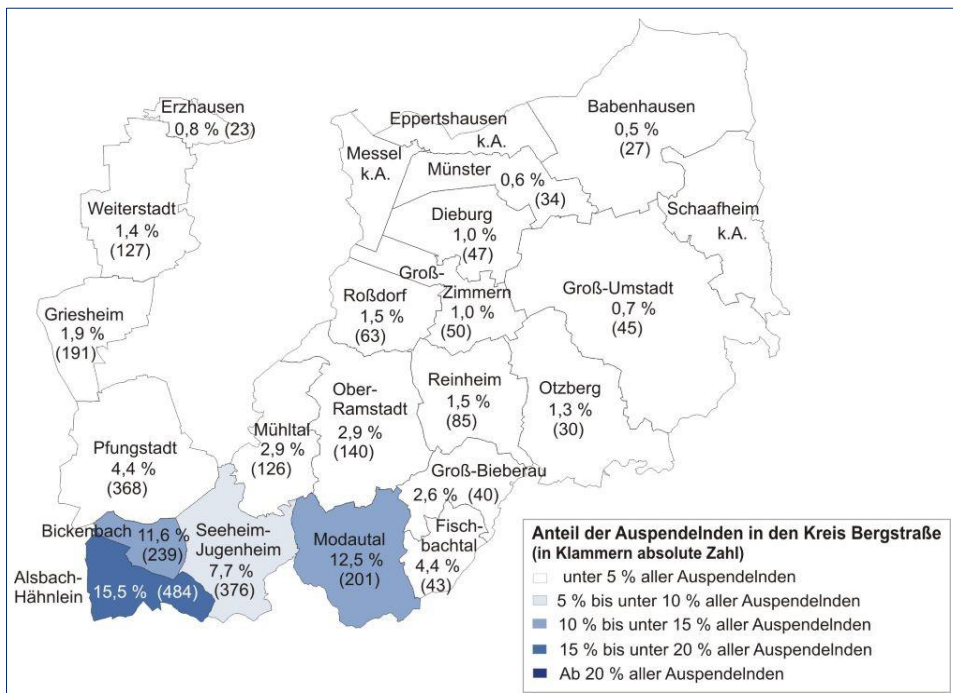 Erzhausen
0,8 % (23)
Weiterstadt
1,4 %
(127)
Griesheim
1,9 %
(191)
Pfungstadt
4,4 %
(368)
Bickenbach
11,6 %
(239)
Alsbach-
Hähnlein
15,5 % (484)
Seeheim-
Jugenheim
7,7 %
(376)
Mühltal
2,9 %
(126)
Ober-
Ramstadt
2,9 %
(140)
Modautal
12,5 %
(201)
Eppertshausen
k.A.
Messel
k.A.
Münster
0,6 %
(34)
Dieburg
1,0 %
(47)
Groß-
Zimmern
1,0 %
(50)
Roßdorf
1,5 %
(63)
Reinheim
1,5 %
(85)
Groß-Bieberau
2,6 % (40)
Fisch-
bachtal
4,4 %
(43)
Babenhausen
0,5 %
(27)
Schaafheim
k.A.
Groß-Umstadt
0,7 %
(45)
Otzberg
1,3 %
(30)
Anteil der Auspendelnden in den Kreis Bergstraße
(in Klammern absolute Zahl)
unter 5 % aller Auspendelnden
5 % bis unter 10 % aller Auspendelnden
10 % bis unter 15 % aller Auspendelnden
15 % bis unter 20 % aller Auspendelnden
Ab 20 % aller Auspendelnden